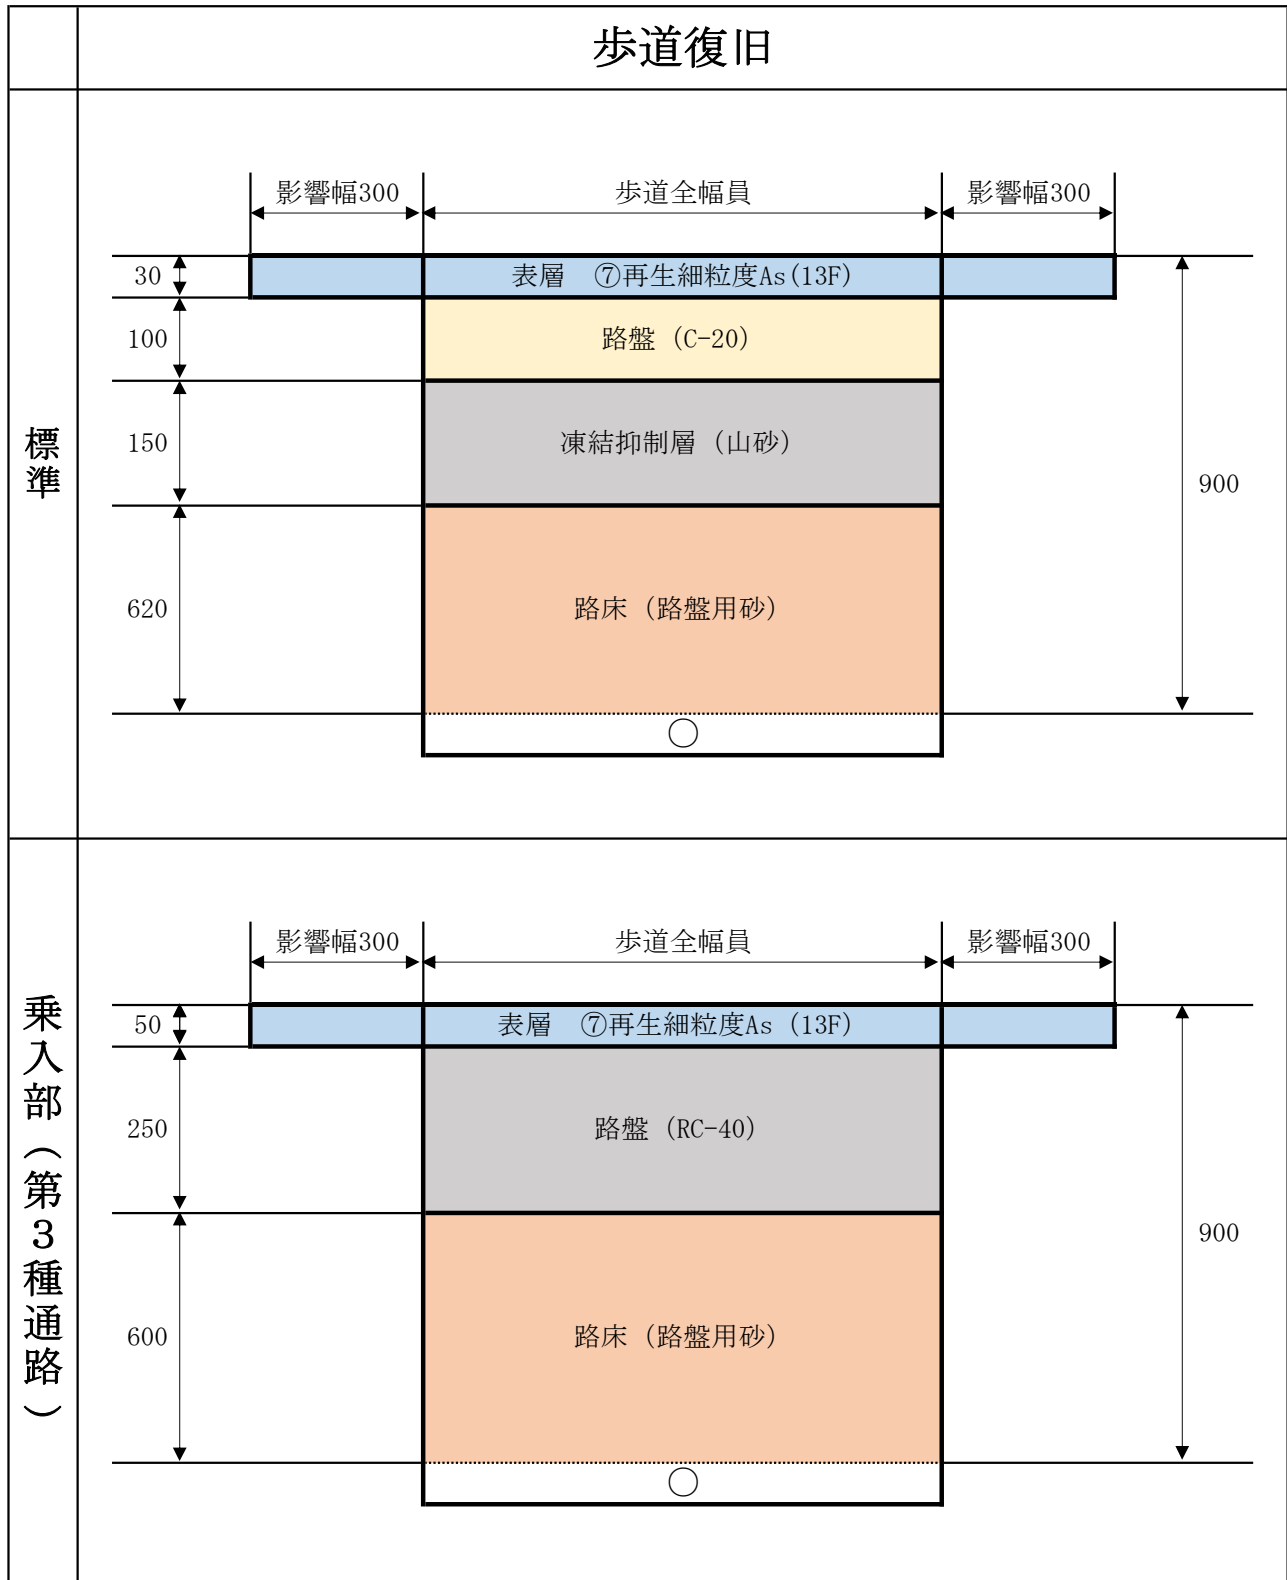 歩道復旧
標準
影響幅300
歩道全幅員
影響幅300
30
表層　⑦再生細粒度As(13F)
100
路盤（C-20）
150
凍結抑制層（山砂）
900
620
路床（路盤用砂）
乗入部（第３種通路）
影響幅300
歩道全幅員
影響幅300
50
表層　⑦再生細粒度As（13F）
250
路盤（RC-40）
900
600
路床（路盤用砂）